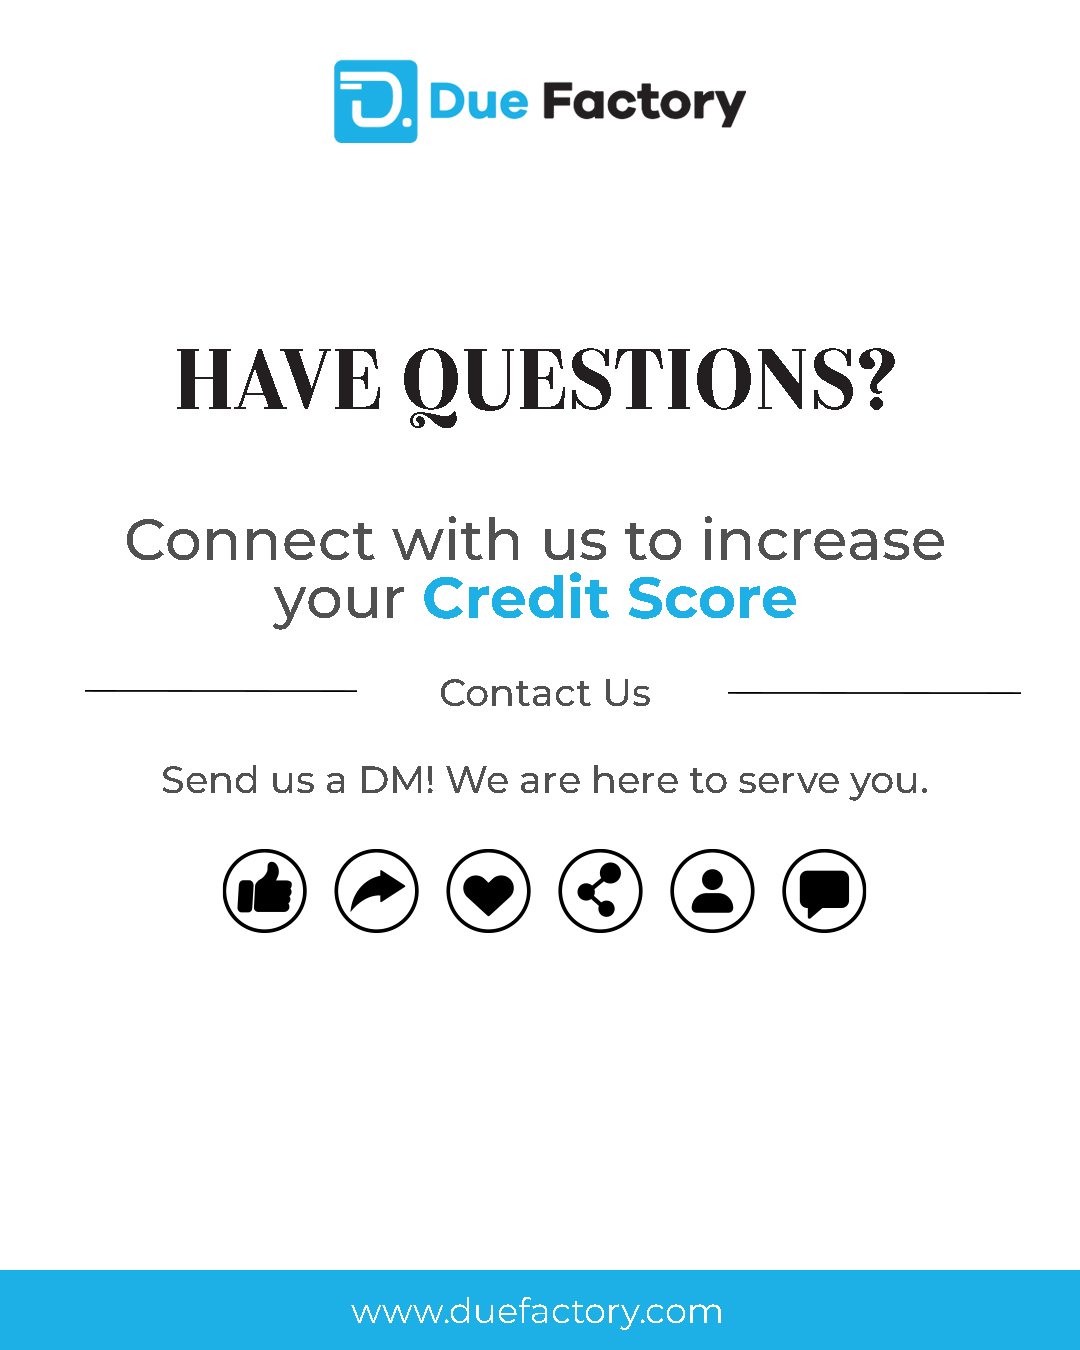 Due Factory
HAVE QUESTIONS?
Connect with us to increase
your Credit Score
Contact Us
Send us a DM! We are here to serve you.
www.duefactory.com